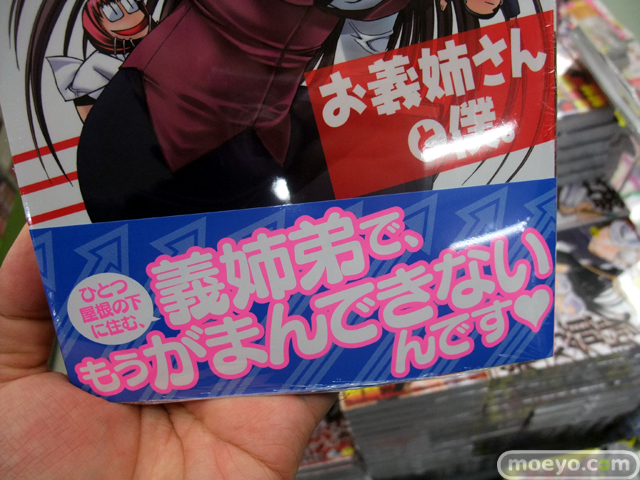 お義姉さん
と僕。
ひとつ
屋根の下
に住む、
義姉弟で、
もうがまんできない
んです♥
moeyo.com